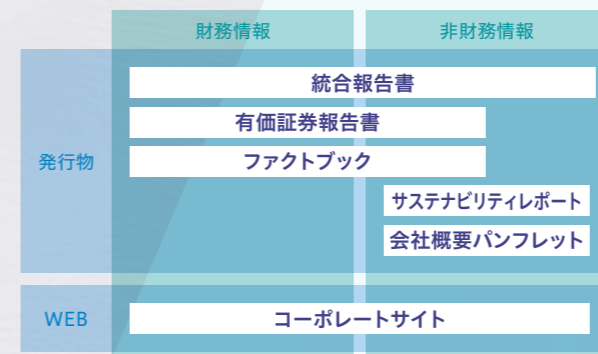 財務情報
非財務情報
発行物
統合報告書
有価証券報告書
ファクトブック
サステナビリティレポート
会社概要パンフレット
WEB
コーポレートサイト